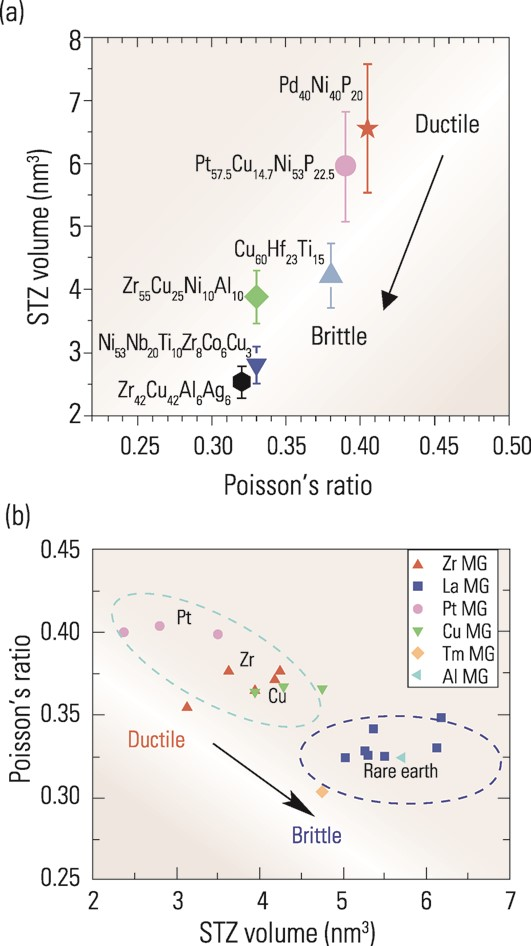 (a)
8
7
6
5
4
3
2
STZ volume (nm³)
Pd₄₀Ni₄₀P₂₀
Ductile
Pt₅₇.₅Cu₁₄.₇Ni₅₃P₂₂.₅
Cu₆₀Hf₂₃Ti₁₅
Zr₅₅Cu₂₅Ni₁₀Al₁₀
Brittle
Ni₅₃Nb₂₀Ti₁₀Zr₈Co₆Cu₃
Zr₄₂Cu₄₂Al₆Ag₆
0.25 0.30 0.35 0.40 0.45 0.50
Poisson's ratio
(b)
0.45
0.40
0.35
0.30
0.25
Poisson's ratio
Zr MG
La MG
Pt MG
Cu MG
Tm MG
Al MG
Pt
Zr
Cu
Ductile
Rare earth
Brittle
2 3 4 5 6 7
STZ volume (nm³)